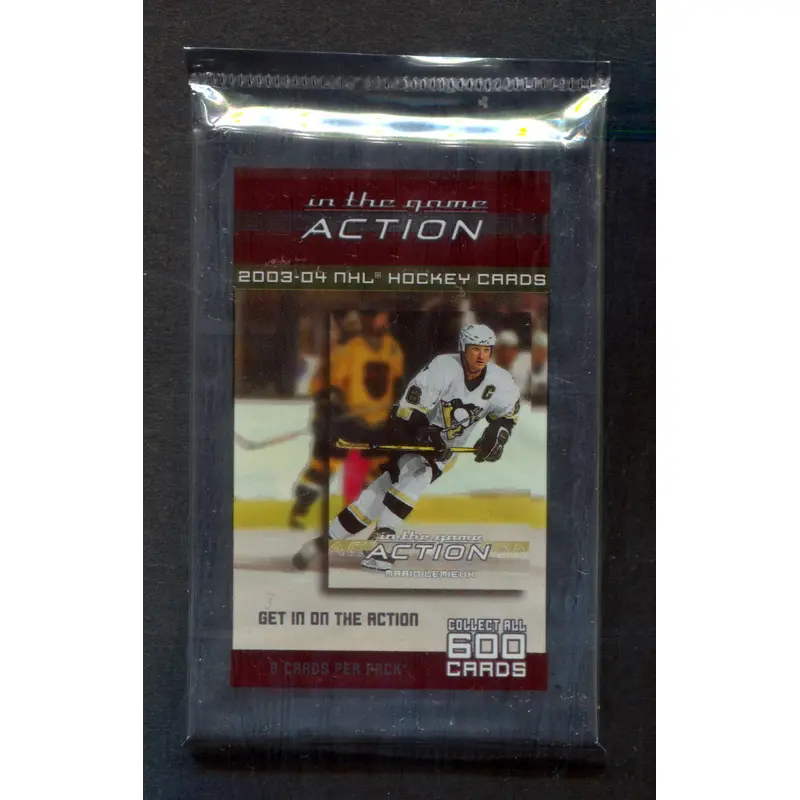 in the game
ACTION
2003-04 NHL® HOCKEY CARDS
C
in the game
ACTION
MARIO LEMIEUX
GET IN ON THE ACTION
COLLECT ALL
600
CARDS
8 CARDS PER PACK*